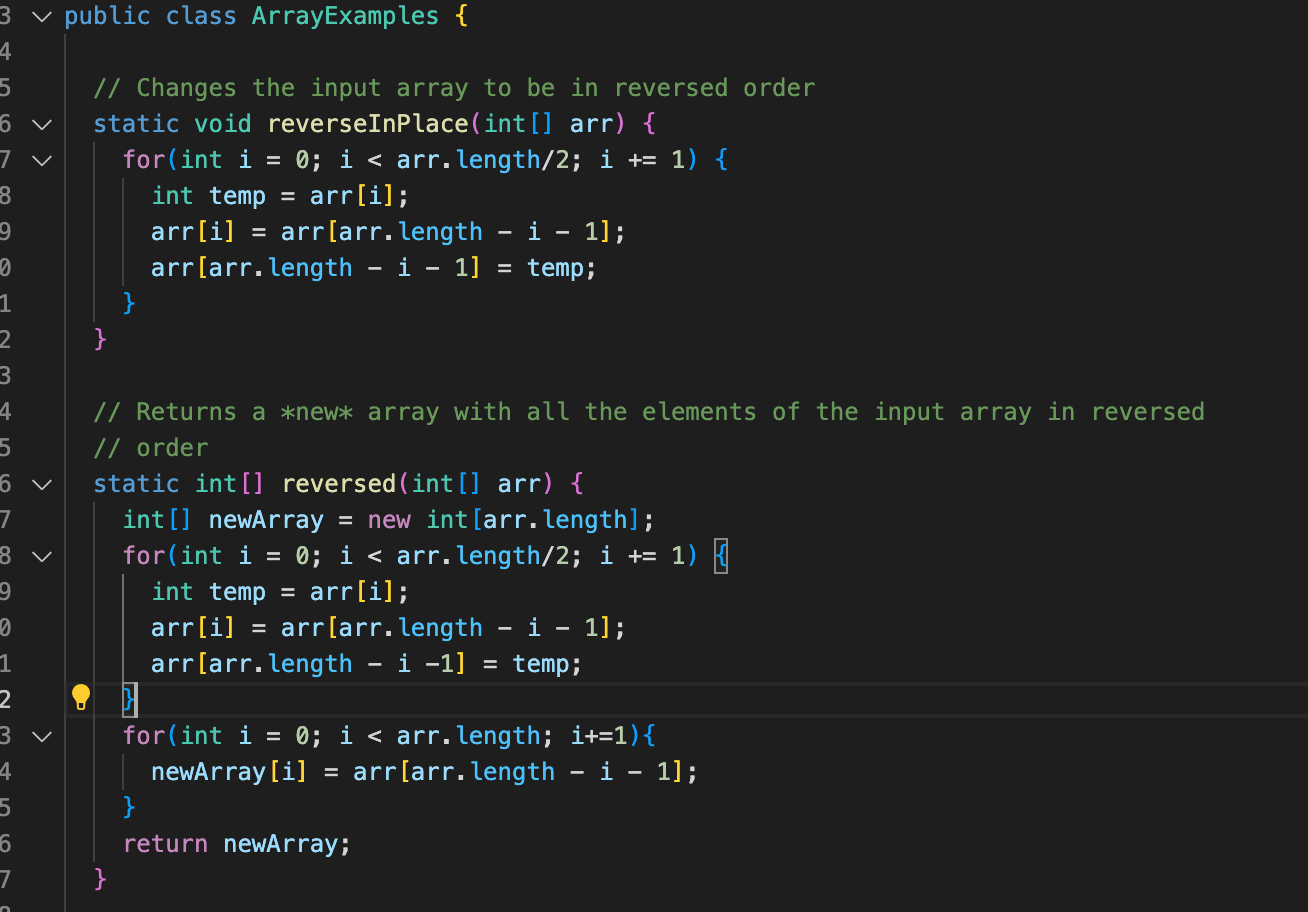 3 public class ArrayExamples {
4
5 // Changes the input array to be in reversed order
6 static void reverseInPlace(int[] arr) {
7 for(int i = 0; i < arr.length/2; i += 1) {
8 int temp = arr[i];
9 arr[i] = arr[arr.length - i - 1];
0 arr[arr.length - i - 1] = temp;
1 }
2 }
3
4 // Returns a *new* array with all the elements of the input array in reversed
5 // order
6 static int[] reversed(int[] arr) {
7 int[] newArray = new int[arr.length];
8 for(int i = 0; i < arr.length/2; i += 1) {
9 int temp = arr[i];
0 arr[i] = arr[arr.length - i - 1];
1 arr[arr.length - i -1] = temp;
2 }
3 for(int i = 0; i < arr.length; i+=1){
4 newArray[i] = arr[arr.length - i - 1];
5 }
6 return newArray;
7 }